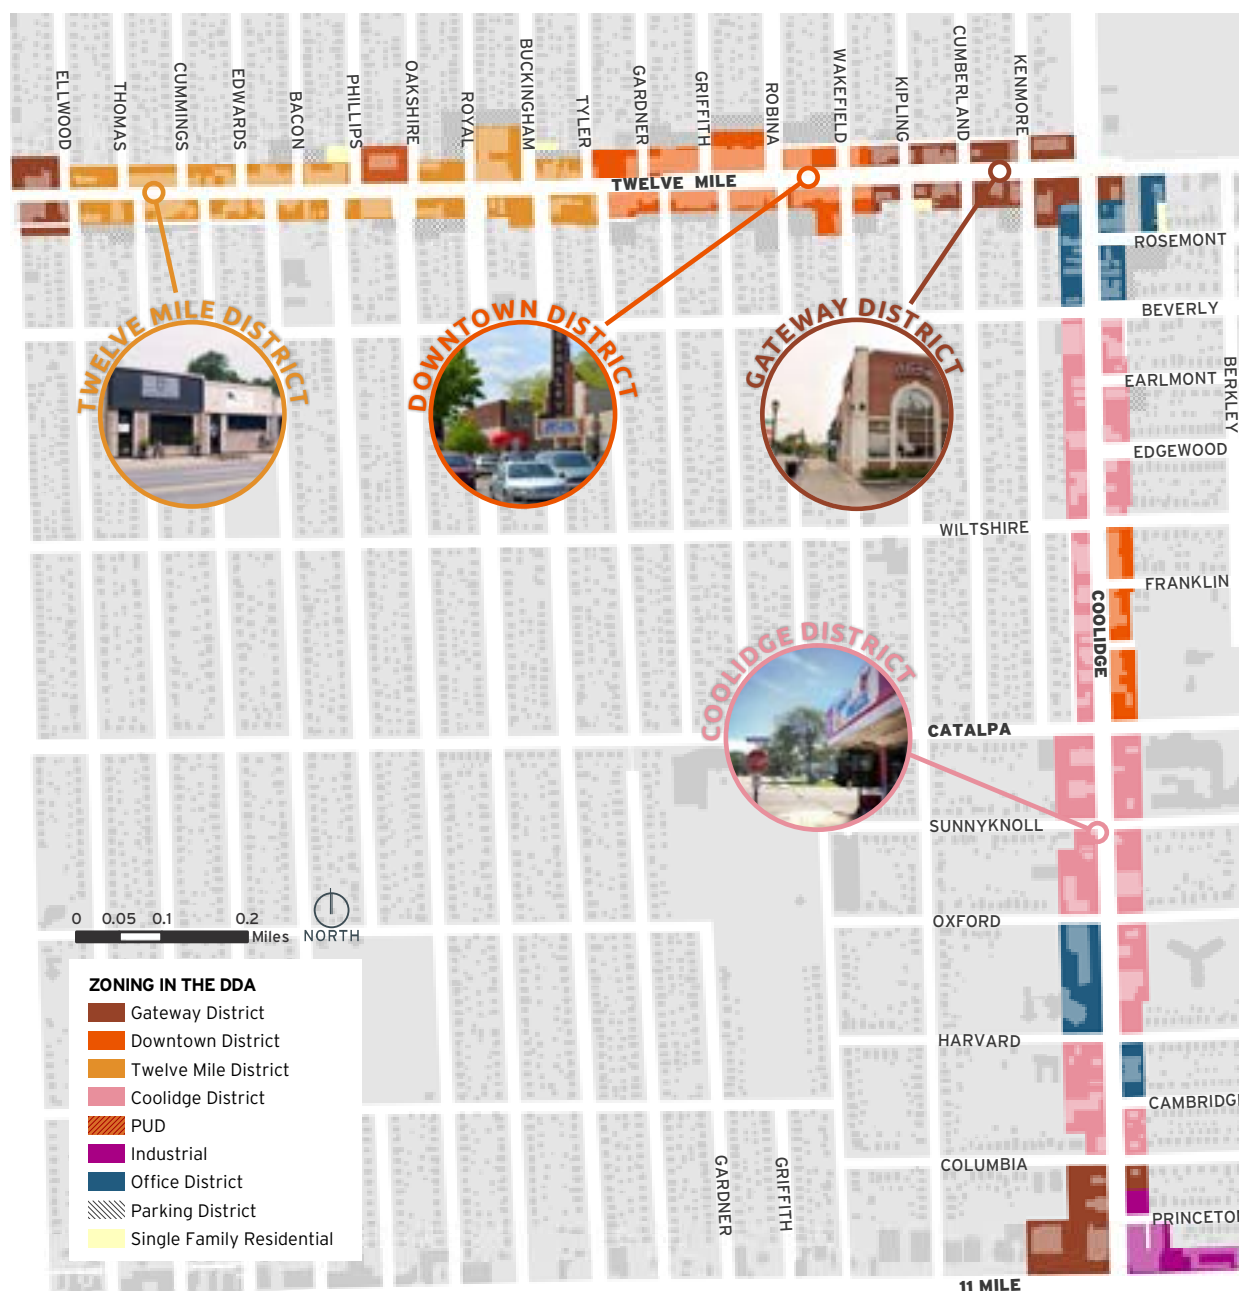 ELLWOOD
THOMAS
CUMMINGS
EDWARDS
BACON
PHILLIPS
OAKSHIRE
ROYAL
BUCKINGHAM
TYLER
GARDNER
GRIFFITH
ROBINA
WAKEFIELD
KIPLING
CUMBERLAND
KENMORE
TWELVE MILE
ROSEMONT
BEVERLY
TWELVE MILE DISTRICT
DOWNTOWN DISTRICT
GATEWAY DISTRICT
EARLMONT
BERKLEY
EDGEWOOD
WILTSHIRE
FRANKLIN
COOLIDGE
COOLIDGE DISTRICT
CATALPA
SUNNYKNOLL
OXFORD
0 0.05 0.1 0.2
Miles
NORTH
HARVARD
CAMBRIDGE
COLUMBIA
GARDNER
GRIFFITH
PRINCETON
11 MILE
ZONING IN THE DDA
Gateway District
Downtown District
Twelve Mile District
Coolidge District
PUD
Industrial
Office District
Parking District
Single Family Residential